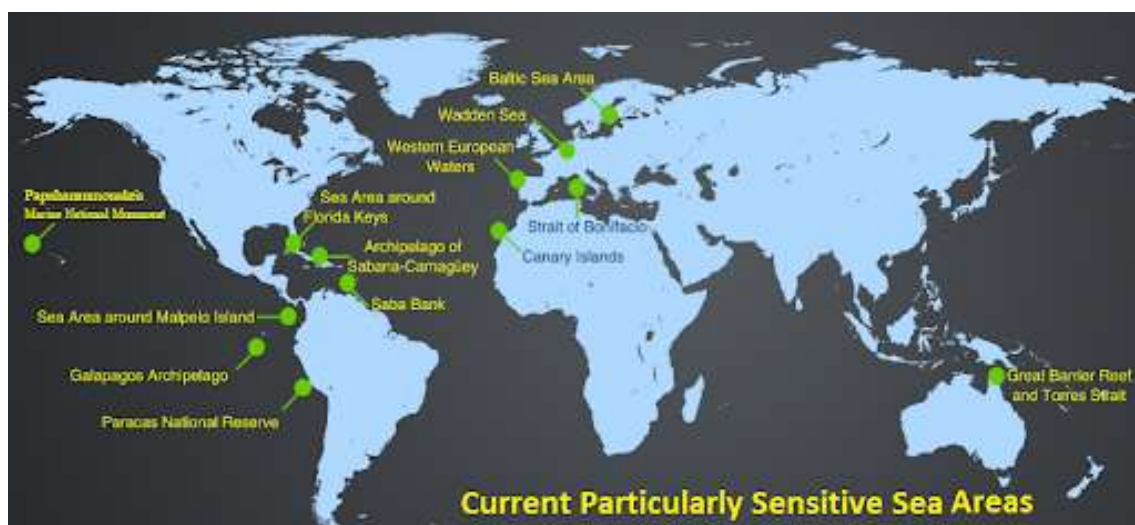 Baltic Sea Area
Wadden Sea
Western European
Waters
Marine National Monument
Sea Area around
Florida Keys
Strait of Bonifacio
Canary Islands
Archipelago of
Sabana-Camagüey
Saba Bank
Sea Area around Malpelo Island
Galapagos Archipelago
Paracas National Reserve
Great Barrier Reef
and Torres Strait
Current Particularly Sensitive Sea Areas